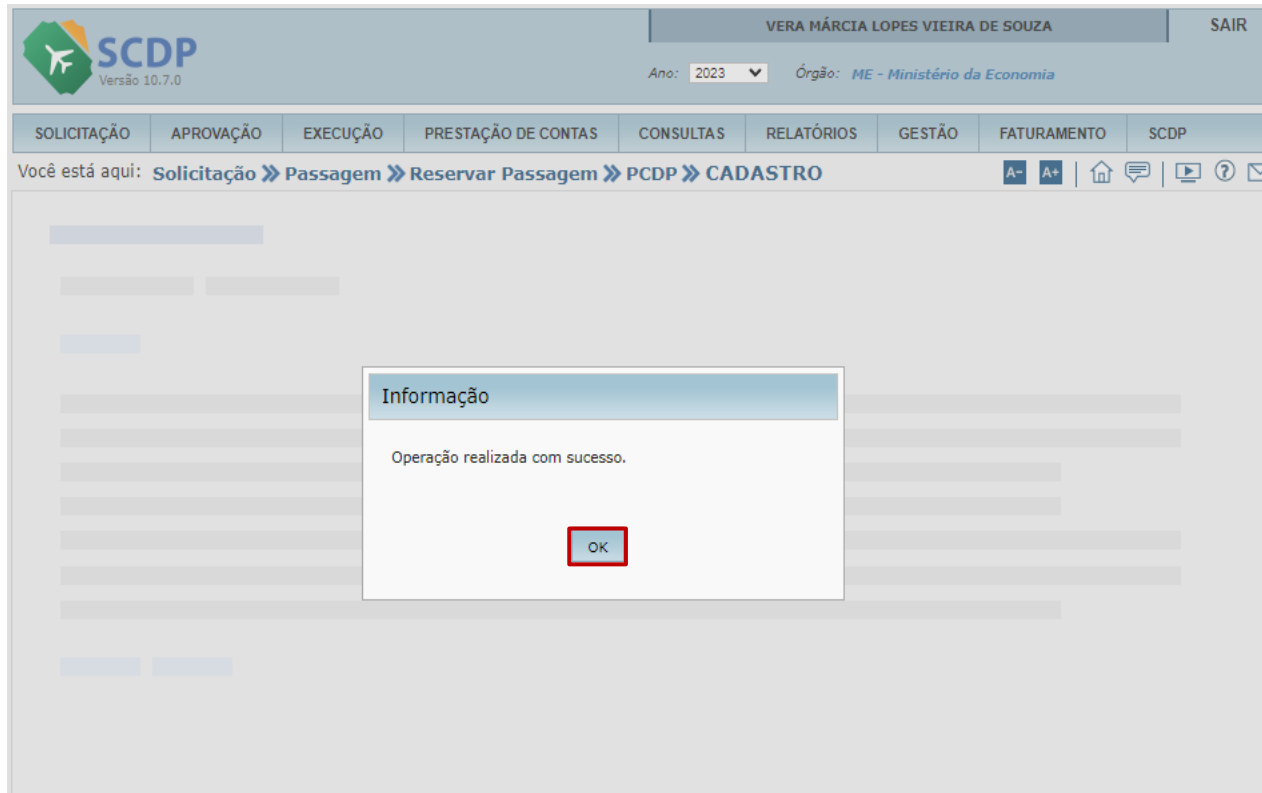 VERA MÁRCIA LOPES VIEIRA DE SOUZA
SAIR
SCDP
Versão 10.7.0
Ano: 2023 Órgão: ME - Ministério da Economia
SOLICITAÇÃO APROVAÇÃO EXECUÇÃO PRESTAÇÃO DE CONTAS CONSULTAS RELATÓRIOS GESTÃO FATURAMENTO SCDP
Você está aqui: Solicitação >> Passagem >> Reservar Passagem >> PCDP >> CADASTRO A- A+ | | ?
Informação
Operação realizada com sucesso.
OK